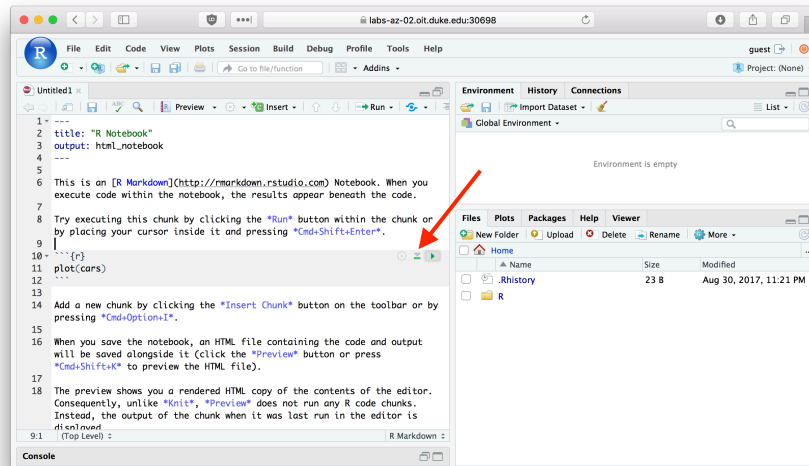 labs-az-02.oit.duke.edu:30698
R
File Edit Code View Plots Session Build Debug Profile Tools Help
guest
Go to file/function
Addins
Project: (None)
Untitled1
ABC
Preview
Insert
Run
1 ---
2 title: "R Notebook"
3 output: html_notebook
4 ---
5
6 This is an [R Markdown](http://rmarkdown.rstudio.com) Notebook. When you
execute code within the notebook, the results appear beneath the code.
7
8 Try executing this chunk by clicking the *Run* button within the chunk or
by placing your cursor inside it and pressing *Cmd+Shift+Enter*.
9
10 ```{r}
11 plot(cars)
12 ```
13
14 Add a new chunk by clicking the *Insert Chunk* button on the toolbar or by
pressing *Cmd+Option+I*.
15
16 When you save the notebook, an HTML file containing the code and output
will be saved alongside it (click the *Preview* button or press
*Cmd+Shift+K* to preview the HTML file).
17
18 The preview shows you a rendered HTML copy of the contents of the editor.
Consequently, unlike *Knit*, *Preview* does not run any R code chunks.
Instead, the output of the chunk when it was last run in the editor is
displayed
9:1 (Top Level) R Markdown
Console
Environment History Connections
Import Dataset
List
Global Environment
Environment is empty
Files Plots Packages Help Viewer
New Folder Upload Delete Rename More
Home
Name Size Modified
.Rhistory 23 B Aug 30, 2017, 11:21 PM
R